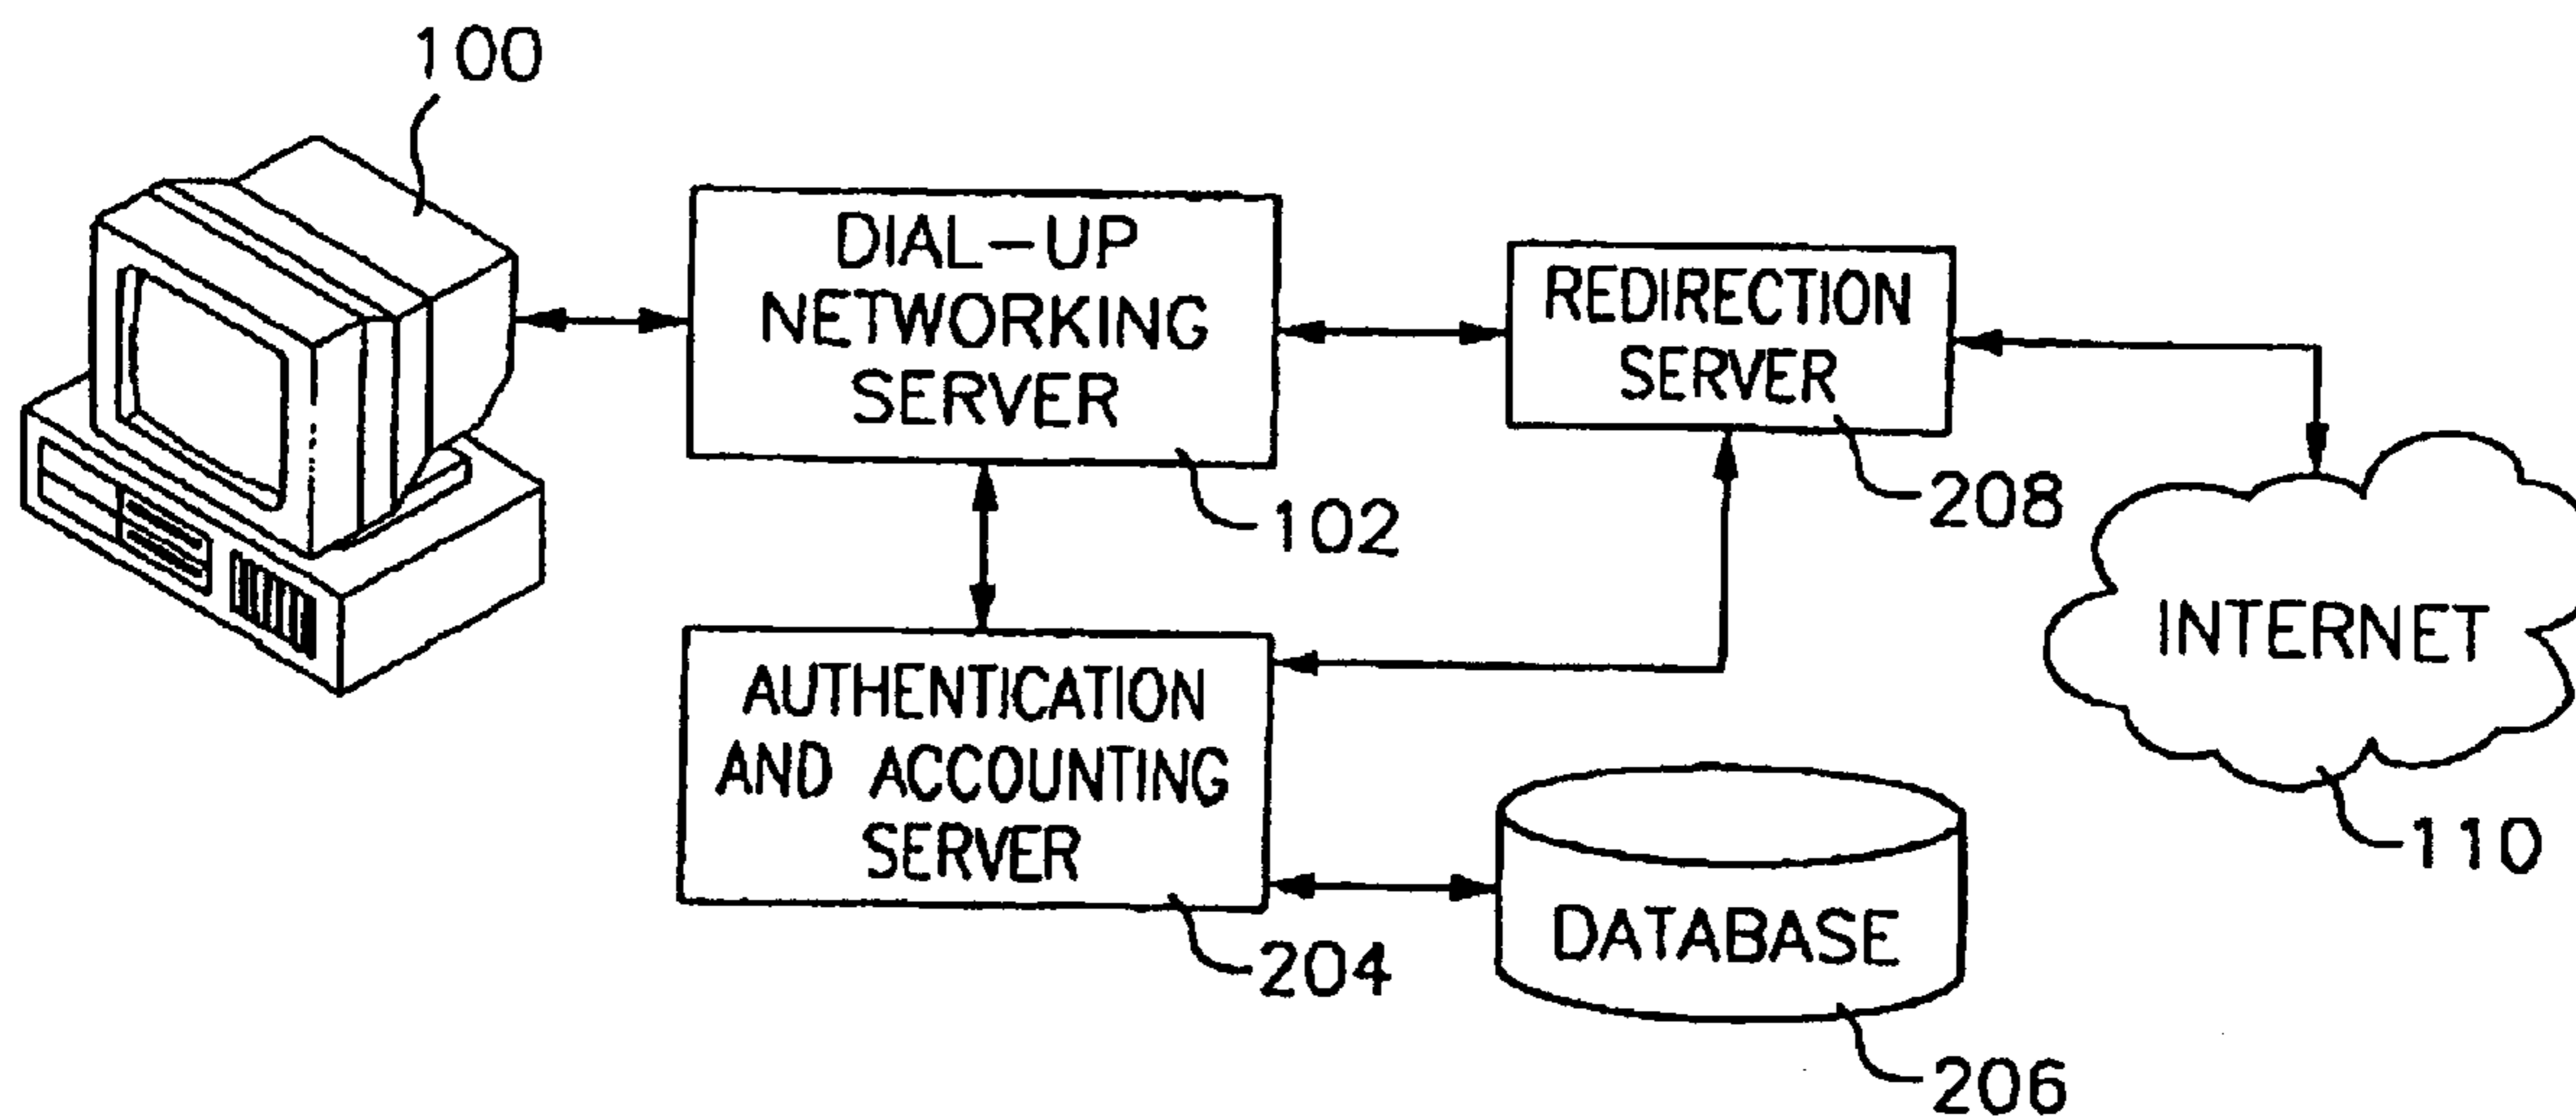 100
DIAL-UP
NETWORKING
SERVER
102
REDIRECTION
SERVER
208
INTERNET
110
AUTHENTICATION
AND ACCOUNTING
SERVER
204
DATABASE
206